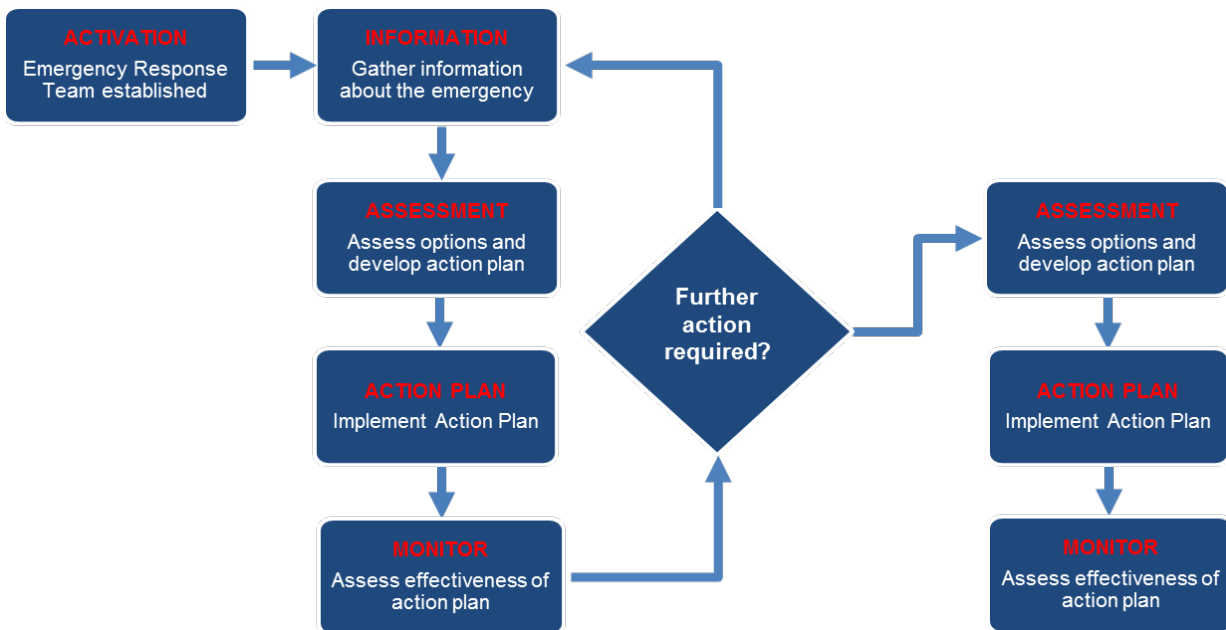 ACTIVATION
Emergency Response
Team established
INFORMATION
Gather information
about the emergency
ASSESSMENT
Assess options and
develop action plan
ACTION PLAN
Implement Action Plan
MONITOR
Assess effectiveness of
action plan
Further
action
required?
ASSESSMENT
Assess options and
develop action plan
ACTION PLAN
Implement Action Plan
MONITOR
Assess effectiveness of
action plan